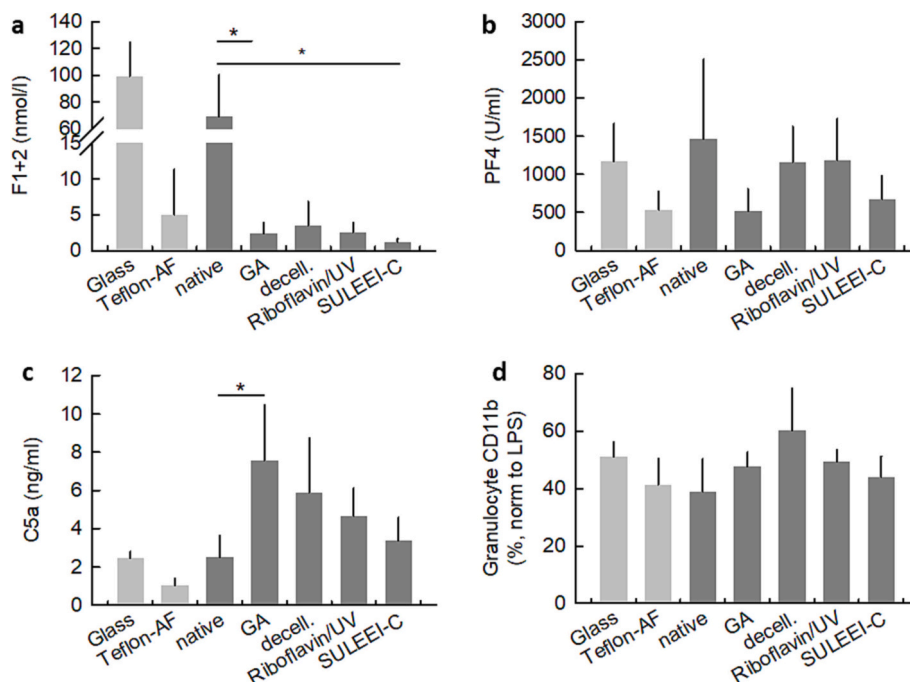 a
F1+2 (nmol/l)
140
120
100
80
60
15
10
5
0
*
*
Glass
Teflon-AF
native
GA
decell.
Riboflavin/UV
SULEEI-C
b
PF4 (U/ml)
3000
2500
2000
1500
1000
500
0
Glass
Teflon-AF
native
GA
decell.
Riboflavin/UV
SULEEI-C
c
C5a (ng/ml)
12
10
8
6
4
2
0
*
Glass
Teflon-AF
native
GA
decell.
Riboflavin/UV
SULEEI-C
d
Granulocyte CD11b
(%, norm to LPS)
80
60
40
20
0
Glass
Teflon-AF
native
GA
decell.
Riboflavin/UV
SULEEI-C